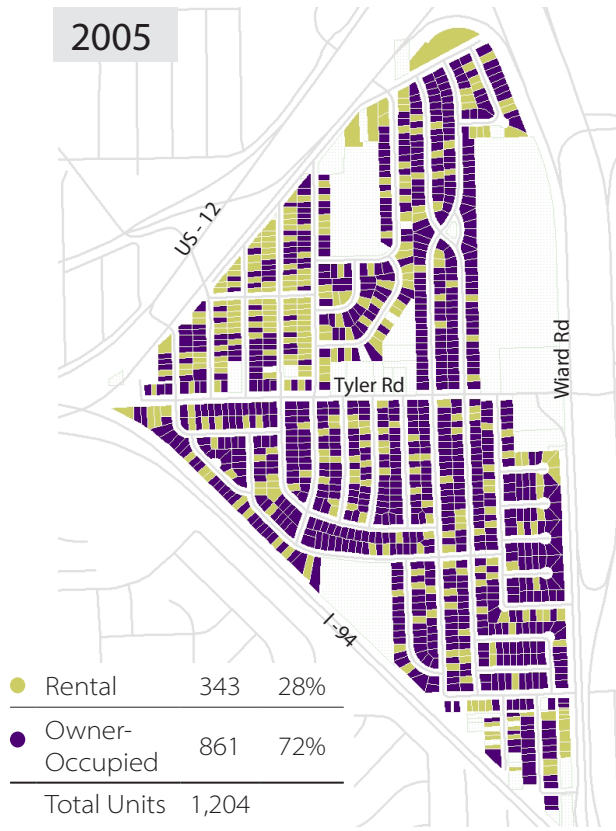 2005
US - 12
Tyler Rd
Wiard Rd
I -94
Rental 343 28%
Owner-
Occupied 861 72%
Total Units 1,204